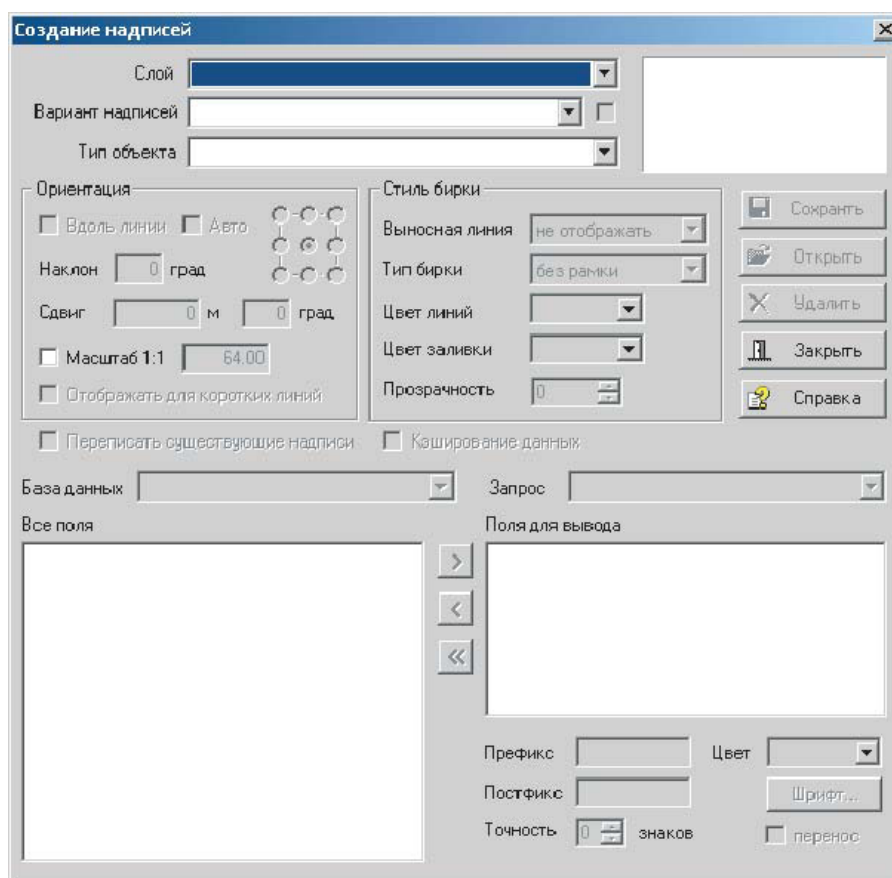 Создание надписей
Слой
Вариант надписей
Тип объекта
Ориентация
Вдоль линии Авто
Наклон 0 град
Сдвиг 0 м 0 град
Масштаб 1:1 64.00
Отображать для коротких линий
Стиль бирки
Выносная линия не отображать
Тип бирки без рамки
Цвет линий
Цвет заливки
Прозрачность 0
Сохранть
Открыть
Удалить
Закрыть
Справка
Переписать существующие надписи Кэширование данных
База данных Запрос
Все поля Поля для вывода
>
<
<<
Префикс Цвет
Постфикс Шрифт...
Точность 0 знаков перенос